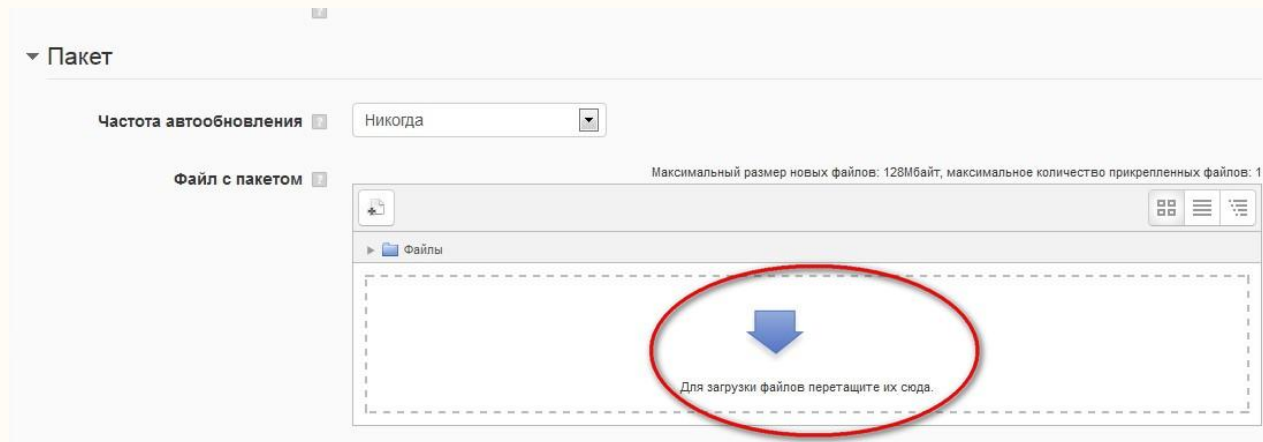 Пакет
Частота автообновления
Никогда
Файл с пакетом
Максимальный размер новых файлов: 128Мбайт, максимальное количество прикрепленных файлов: 1
Файлы
Для загрузки файлов перетащите их сюда.